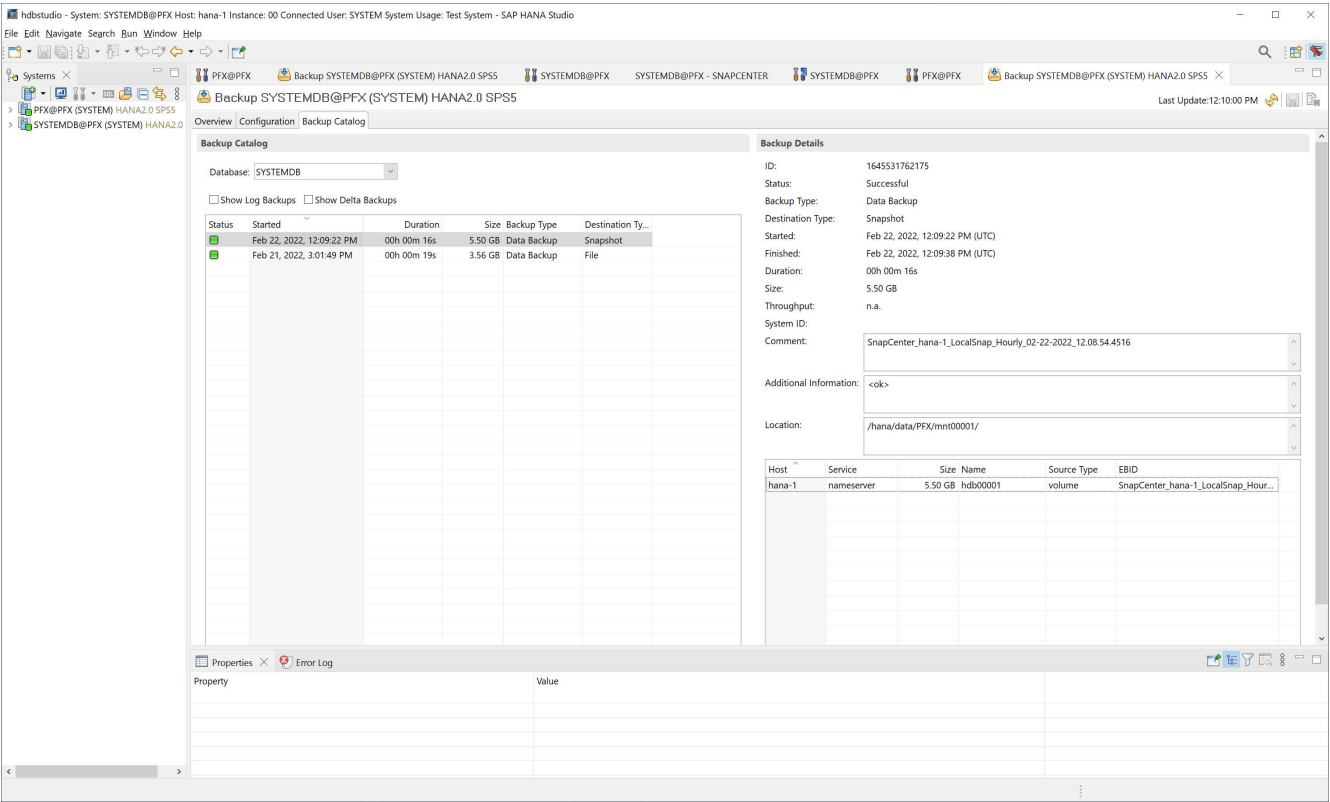 hdbstudio - System: SYSTEMDB@PFX Host: hana-1 Instance: 00 Connected User: SYSTEM System Usage: Test System - SAP HANA Studio
File Edit Navigate Search Run Window Help
Systems
PFX@PFX Backup SYSTEMDB@PFX (SYSTEM) HANA2.0 SPS5 SYSTEMDB@PFX SYSTEMDB@PFX - SNAPCENTER SYSTEMDB@PFX PFX@PFX Backup SYSTEMDB@PFX (SYSTEM) HANA2.0 SPS5
PFX@PFX (SYSTEM) HANA2.0 SPS5
SYSTEMDB@PFX (SYSTEM) HANA2.0
Backup SYSTEMDB@PFX (SYSTEM) HANA2.0 SPS5
Last Update:12:10:00 PM
Overview Configuration Backup Catalog
Backup Catalog
Database: SYSTEMDB
Show Log Backups Show Delta Backups
Status Started Duration Size Backup Type Destination Ty...
Feb 22, 2022, 12:09:22 PM 00h 00m 16s 5.50 GB Data Backup Snapshot
Feb 21, 2022, 3:01:49 PM 00h 00m 19s 3.56 GB Data Backup File
Backup Details
ID: 1645531762175
Status: Successful
Backup Type: Data Backup
Destination Type: Snapshot
Started: Feb 22, 2022, 12:09:22 PM (UTC)
Finished: Feb 22, 2022, 12:09:38 PM (UTC)
Duration: 00h 00m 16s
Size: 5.50 GB
Throughput: n.a.
System ID:
Comment: SnapCenter_hana-1_LocalSnap_Hourly_02-22-2022_12.08.54.4516
Additional Information: <ok>
Location: /hana/data/PFX/mnt00001/
Host Service Size Name Source Type EBID
hana-1 nameserver 5.50 GB hdb00001 volume SnapCenter_hana-1_LocalSnap_Hour...
Properties Error Log
Property Value